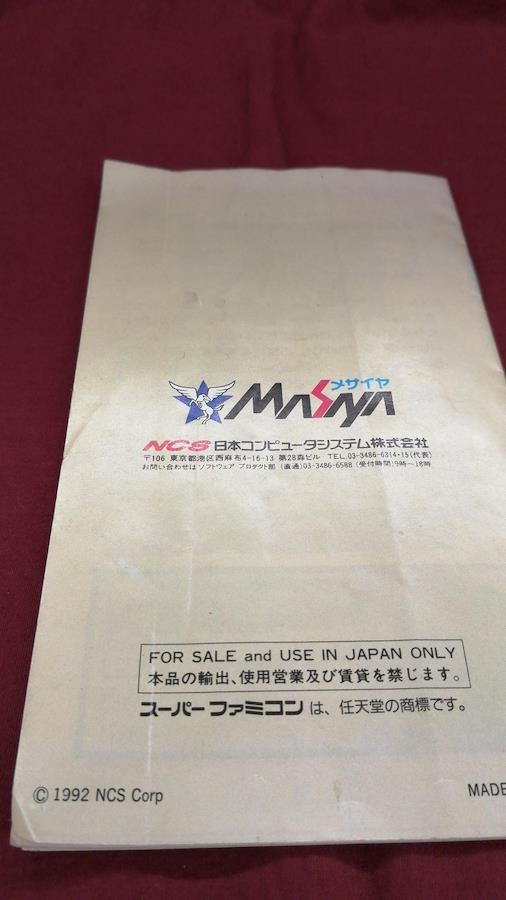 メサイヤ
MASAYA
NCS 日本コンピュータシステム株式会社
〒106 東京都港区西麻布4-16-13 第28森ビル TEL.03-3486-6314・15(代表)
お問い合わせは ソフトウェア プロダクト部 (直通)03-3486-6588 (受付時間)9時〜18時
FOR SALE and USE IN JAPAN ONLY
本品の輸出、使用営業及び賃貸を禁じます。
スーパーファミコンは、任天堂の商標です。
© 1992 NCS Corp
MADE